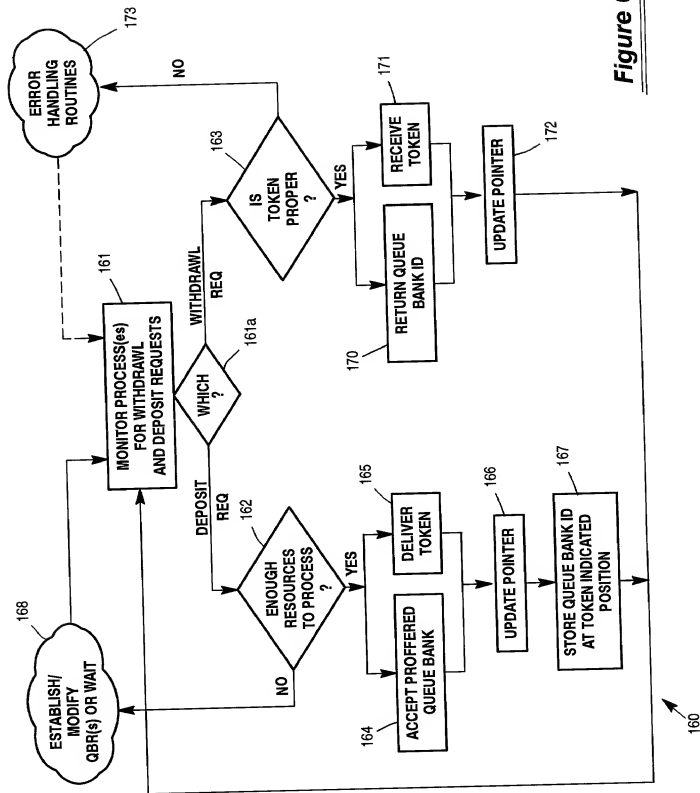 173
ERROR
HANDLING
ROUTINES
168
ESTABLISH/
MODIFY
QBR(s) OR WAIT
161
MONITOR PROCESS(es)
FOR WITHDRAWL
AND DEPOSIT REQUESTS
NO
WHICH
?
161a
DEPOSIT
REQ
WITHDRAWL
REQ
162
ENOUGH
RESOURCES
TO PROCESS
?
NO
YES
163
IS
TOKEN
PROPER
?
YES
164
ACCEPT PROFFERED
QUEUE BANK
165
DELIVER
TOKEN
170
RETURN QUEUE
BANK ID
171
RECEIVE
TOKEN
166
UPDATE POINTER
172
UPDATE POINTER
167
STORE QUEUE BANK ID
AT TOKEN INDICATED
POSITION
160
Figure